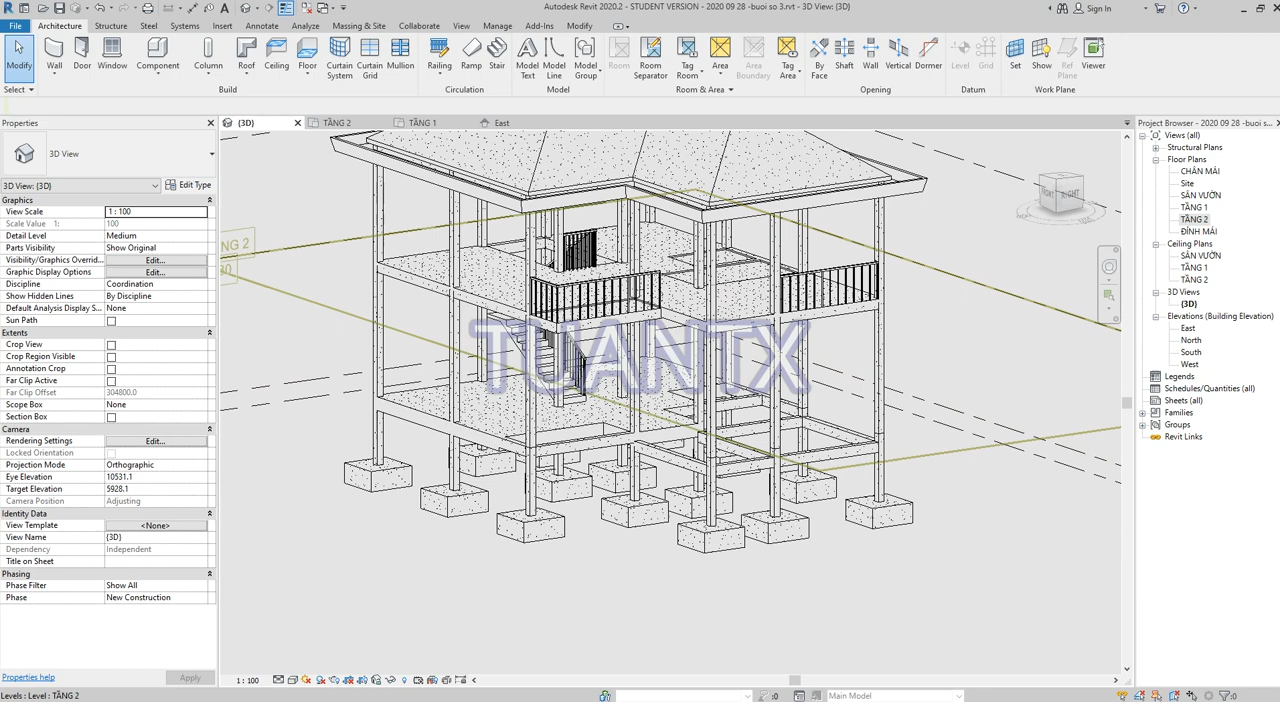 Autodesk Revit 2020.2 - STUDENT VERSION - 2020 09 28 -buoi so 3.rvt - 3D View: {3D}
Sign In
File Architecture Structure Steel Systems Insert Annotate Analyze Massing & Site Collaborate View Manage Add-Ins Modify
Modify Wall Door Window Component Column Roof Ceiling Floor Curtain System Curtain Grid Mullion Railing Ramp Stair Model Text Model Line Model Group Room Room Separator Tag Room Area Area Boundary Tag Area By Face Shaft Wall Vertical Dormer Level Grid Set Show Ref Plane Viewer
Select Build Circulation Model Room & Area Opening Datum Work Plane
Properties
3D View
3D View: {3D}
Edit Type
Graphics
View Scale 1 : 100
Scale Value 1: 100
Detail Level Medium
Parts Visibility Show Original
Visibility/Graphics Overrid... Edit...
Graphic Display Options Edit...
Discipline Coordination
Show Hidden Lines By Discipline
Default Analysis Display S... None
Sun Path
Extents
Crop View
Crop Region Visible
Annotation Crop
Far Clip Active
Far Clip Offset 304800.0
Scope Box None
Section Box
Camera
Rendering Settings Edit...
Locked Orientation
Projection Mode Orthographic
Eye Elevation 10531.1
Target Elevation 5928.1
Camera Position Adjusting
Identity Data
View Template <None>
View Name {3D}
Dependency Independent
Title on Sheet
Phasing
Phase Filter Show All
Phase New Construction
Properties help
Apply
{3D} TẦNG 2 TẦNG 1 East
NG 2
FRONT RIGHT
TUANTX
Project Browser - 2020 09 28 -buoi s...
Views (all)
Structural Plans
Floor Plans
CHÂN MÁI
Site
SÂN VƯỜN
TẦNG 1
TẦNG 2
ĐỈNH MÁI
Ceiling Plans
SÂN VƯỜN
TẦNG 1
TẦNG 2
3D Views
{3D}
Elevations (Building Elevation)
East
North
South
West
Legends
Schedules/Quantities (all)
Sheets (all)
Families
Groups
Revit Links
1 : 100
Levels : Level : TẦNG 2
:0
Main Model
:0